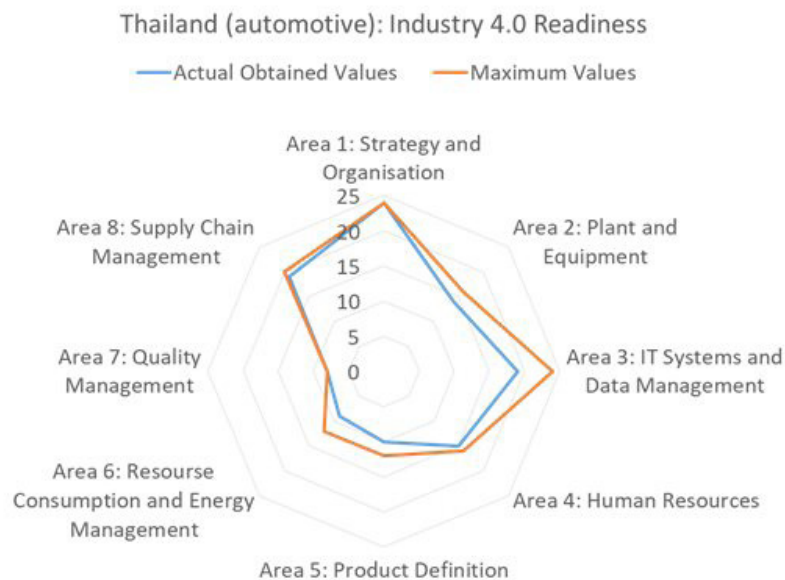 Thailand (automotive): Industry 4.0 Readiness
Actual Obtained Values
Maximum Values
Area 1: Strategy and
Organisation
25
20
15
10
5
0
Area 2: Plant and
Equipment
Area 3: IT Systems and
Data Management
Area 4: Human Resources
Area 5: Product Definition
Area 6: Resourse
Consumption and Energy
Management
Area 7: Quality
Management
Area 8: Supply Chain
Management